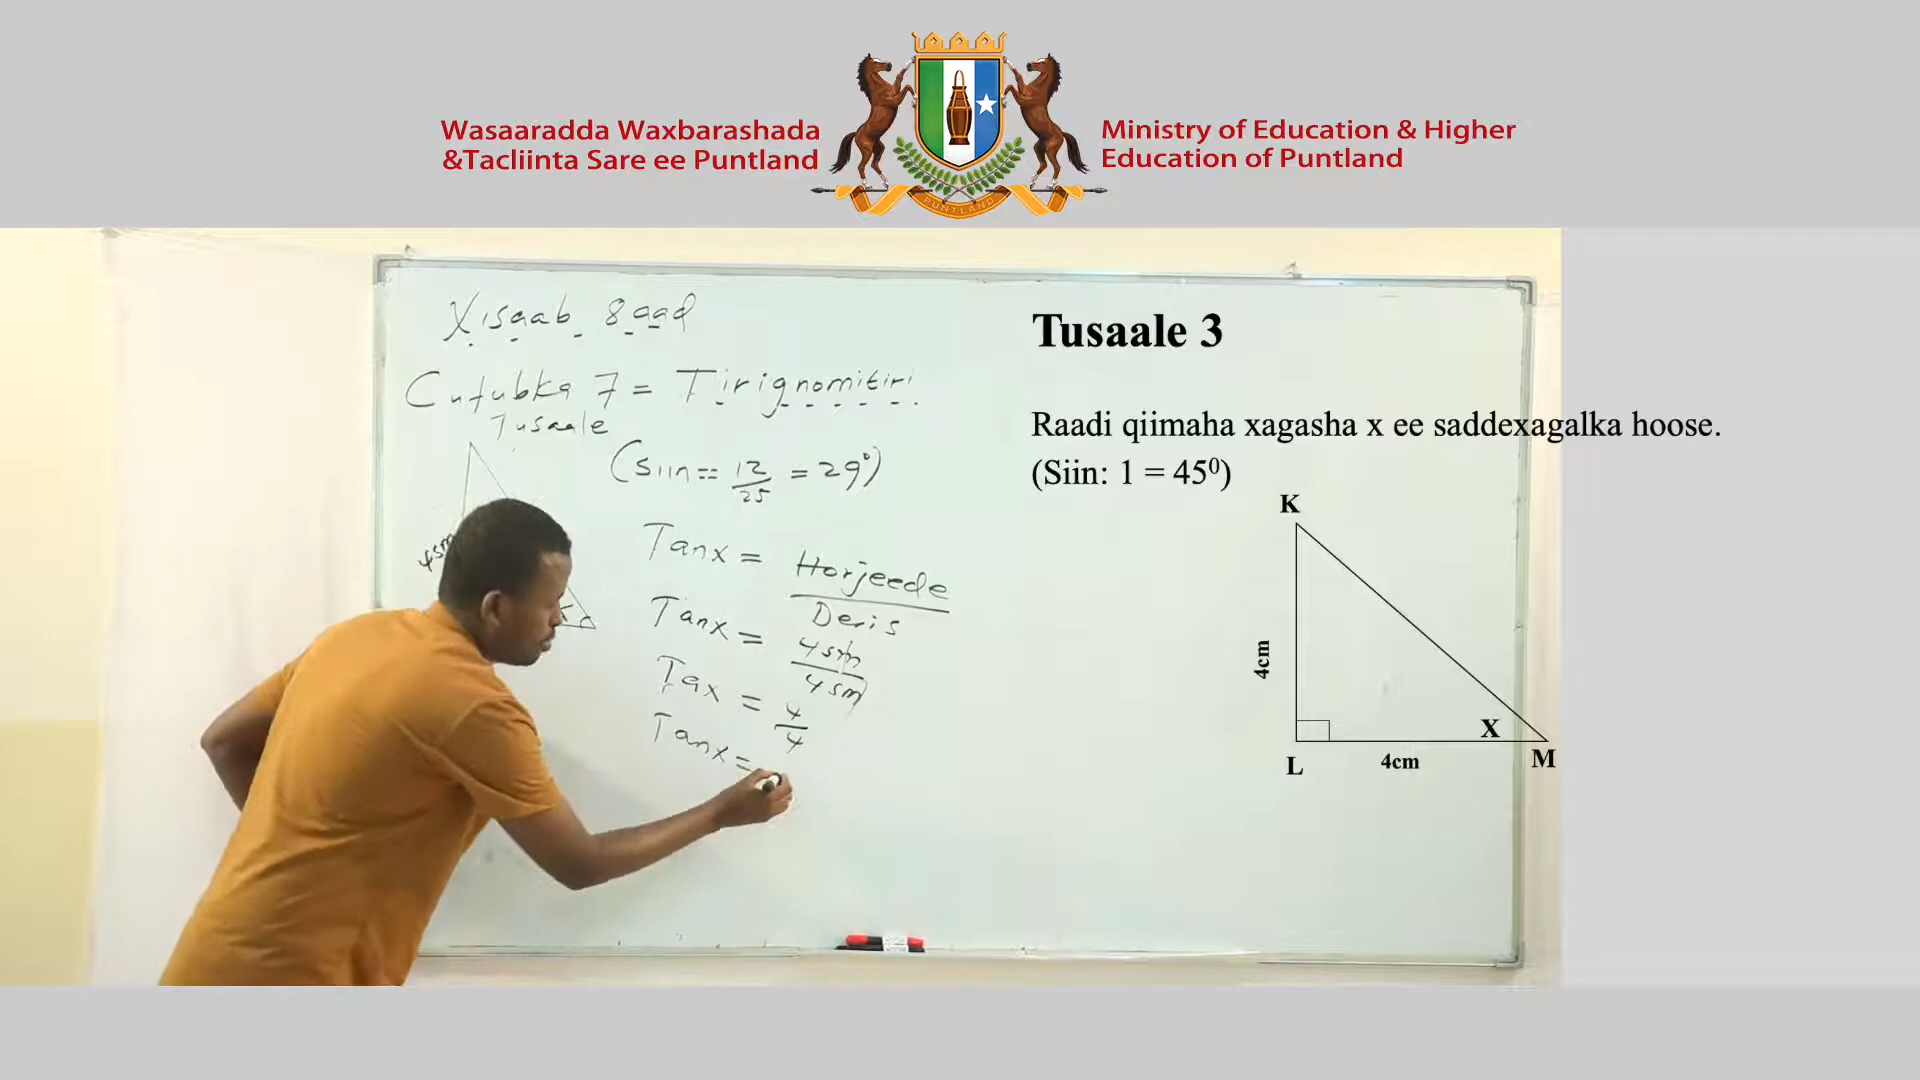 Wasaaradda Waxbarashada
&Tacliinta Sare ee Puntland
Ministry of Education & Higher
Education of Puntland
PUNTLAND
Xisaab 8aad
Cutubka 7 = Tirignomitiri
Tusaale
(Siin == 12/25 = 29°)
4sm
Tanx = Horjeede
Deris
Tanx = 4sm
4sm
Tax = 4
4
Tanx =
Tusaale 3
Raadi qiimaha xagasha x ee saddexagalka hoose.
(Siin: 1 = 45⁰)
K
4cm
X
L
4cm
M